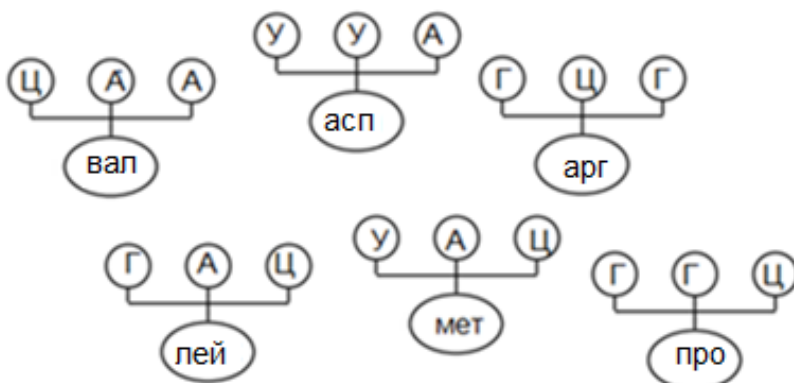 У У А
асп
Ц А А
вал
Г Ц Г
арг
Г А Ц
лей
У А Ц
мет
Г Г Ц
про